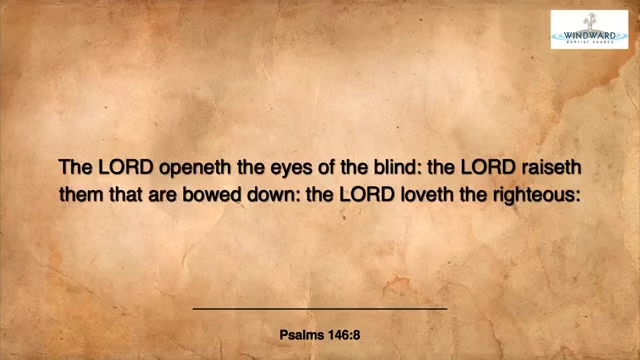 WINDWARD
BAPTIST CHURCH
The LORD openeth the eyes of the blind: the LORD raiseth
them that are bowed down: the LORD loveth the righteous:
Psalms 146:8